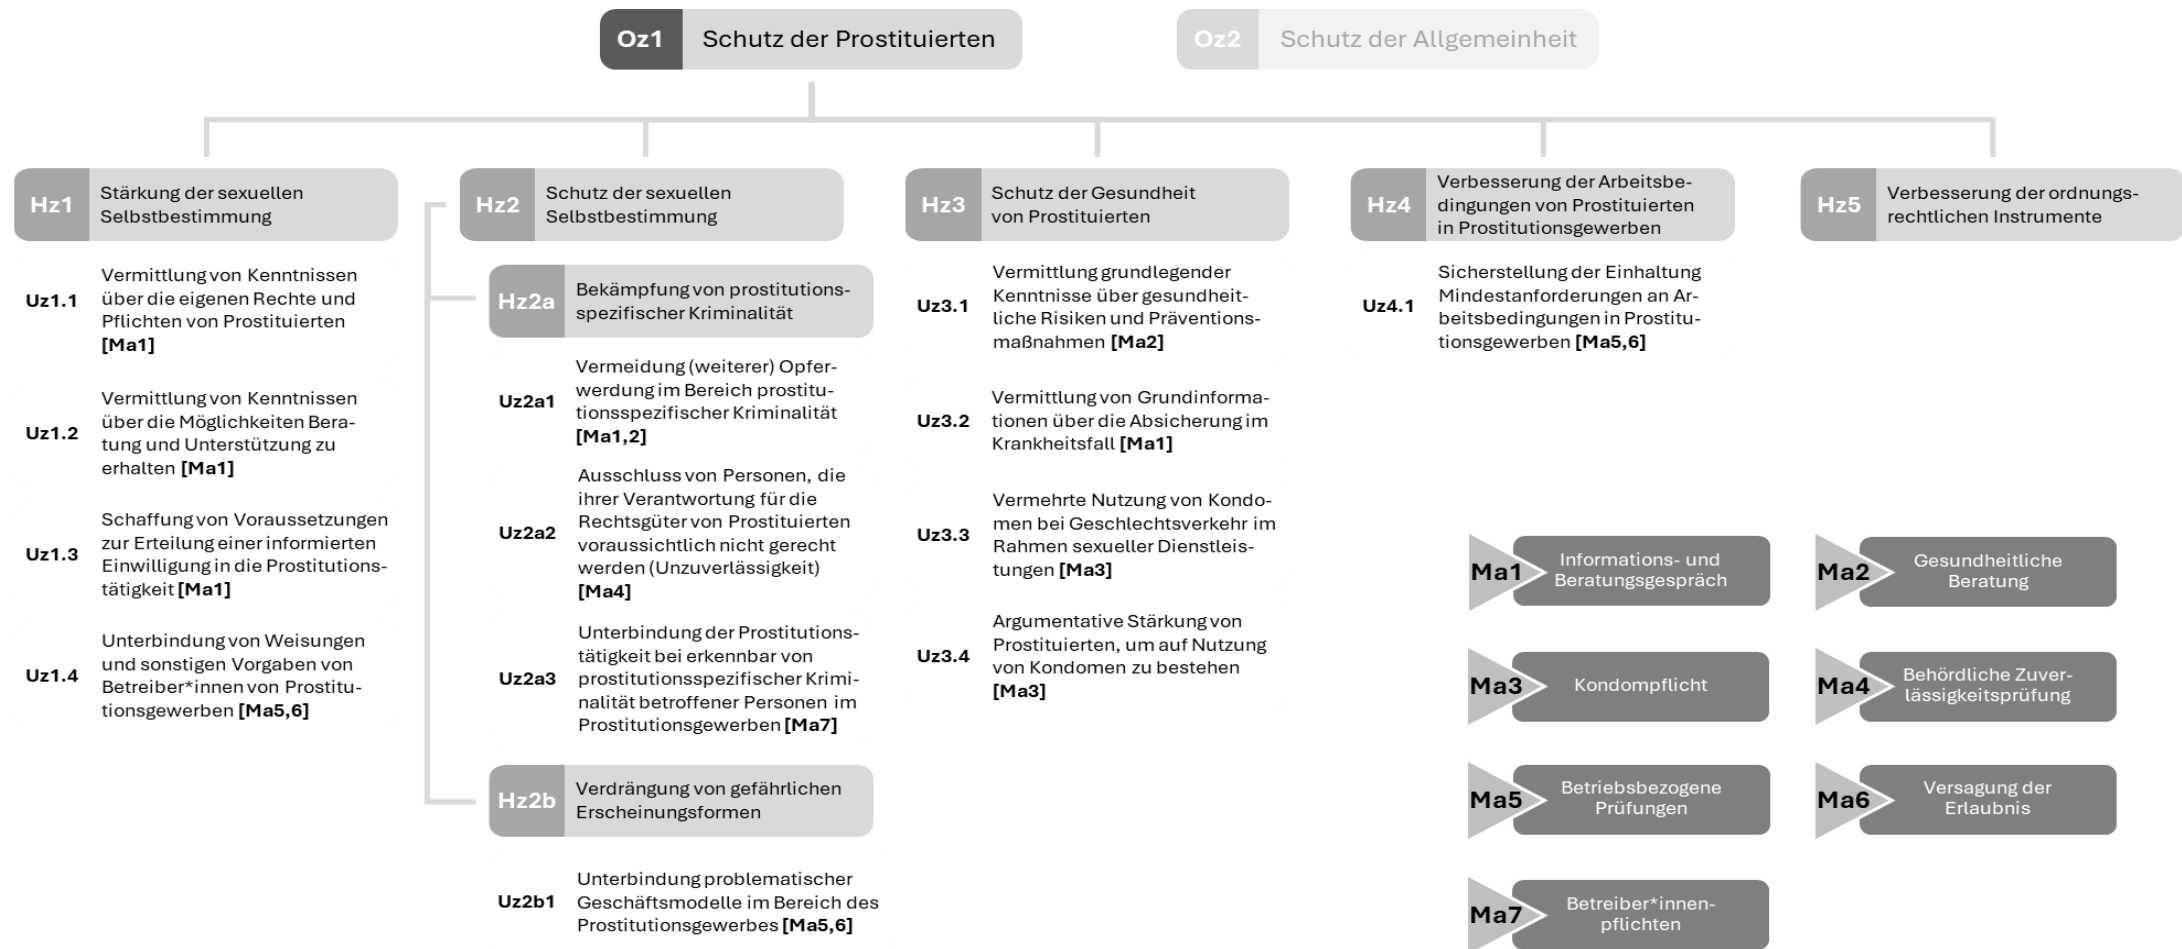 Oz1 Schutz der Prostituierten
Oz2 Schutz der Allgemeinheit
Hz1
Stärkung der sexuellen
Selbstbestimmung
Uz1.1
Vermittlung von Kenntnissen
über die eigenen Rechte und
Pflichten von Prostituierten
[Ma1]
Uz1.2
Vermittlung von Kenntnissen
über die Möglichkeiten Bera-
tung und Unterstützung zu
erhalten [Ma1]
Uz1.3
Schaffung von Voraussetzungen
zur Erteilung einer informierten
Einwilligung in die Prostitutions-
tätigkeit [Ma1]
Uz1.4
Unterbindung von Weisungen
und sonstigen Vorgaben von
Betreiber*innen von Prostitu-
tionsgewerben [Ma5,6]
Hz2
Schutz der sexuellen
Selbstbestimmung
Hz2a
Bekämpfung von prostitutions-
spezifischer Kriminalität
Uz2a1
Vermeidung (weiterer) Opfer-
werdung im Bereich prostitu-
tionsspezifischer Kriminalität
[Ma1,2]
Uz2a2
Ausschluss von Personen, die
ihrer Verantwortung für die
Rechtsgüter von Prostituierten
voraussichtlich nicht gerecht
werden (Unzuverlässigkeit)
[Ma4]
Uz2a3
Unterbindung der Prostitutions-
tätigkeit bei erkennbar von
prostitutionsspezifischer Krimi-
nalität betroffener Personen im
Prostitutionsgewerben [Ma7]
Hz2b
Verdrängung von gefährlichen
Erscheinungsformen
Uz2b1
Unterbindung problematischer
Geschäftsmodelle im Bereich des
Prostitutionsgewerbes [Ma5,6]
Hz3
Schutz der Gesundheit
von Prostituierten
Uz3.1
Vermittlung grundlegender
Kenntnisse über gesundheit-
liche Risiken und Präventions-
maßnahmen [Ma2]
Uz3.2
Vermittlung von Grundinforma-
tionen über die Absicherung im
Krankheitsfall [Ma1]
Uz3.3
Vermehrte Nutzung von Kondo-
men bei Geschlechtsverkehr im
Rahmen sexueller Dienstleis-
tungen [Ma3]
Uz3.4
Argumentative Stärkung von
Prostituierten, um auf Nutzung
von Kondomen zu bestehen
[Ma3]
Hz4
Verbesserung der Arbeitsbe-
dingungen von Prostituierten
in Prostitutionsgewerben
Uz4.1
Sicherstellung der Einhaltung
Mindestanforderungen an Ar-
beitsbedingungen in Prostitu-
tionsgewerben [Ma5,6]
Hz5
Verbesserung der ordnungs-
rechtlichen Instrumente
Ma1
Informations- und
Beratungsgespräch
Ma2
Gesundheitliche
Beratung
Ma3
Kondompflicht
Ma4
Behördliche Zuver-
lässigkeitsprüfung
Ma5
Betriebsbezogene
Prüfungen
Ma6
Versagung der
Erlaubnis
Ma7
Betreiber*innen-
pflichten